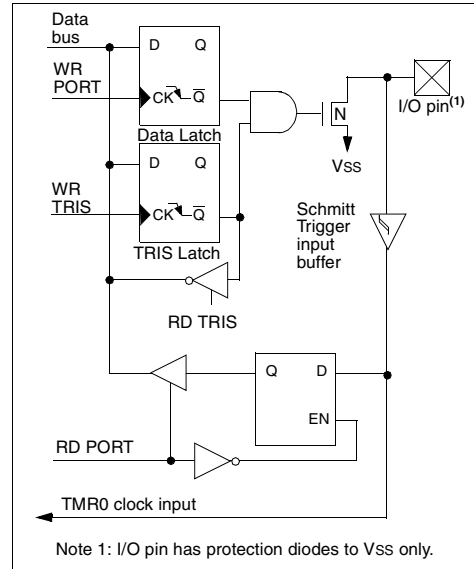 Data
bus
D Q
WR
PORT
CK Q
N
I/O pin(1)
Data Latch
VSS
D Q
WR
TRIS
CK Q
Schmitt
Trigger
input
buffer
TRIS Latch
RD TRIS
Q D
EN
RD PORT
TMR0 clock input
Note 1: I/O pin has protection diodes to VSS only.